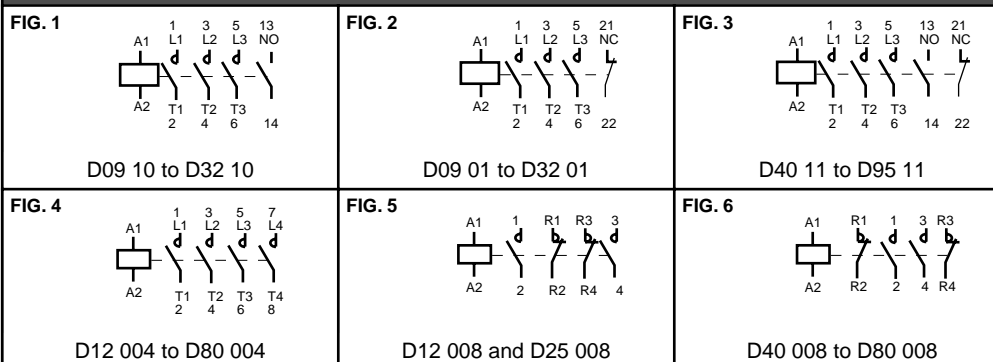 FIG. 1
1 3 5 13
A1 L1 L2 L3 NO
A2 T1 T2 T3
2 4 6 14
D09 10 to D32 10
FIG. 2
1 3 5 21
A1 L1 L2 L3 NC
A2 T1 T2 T3
2 4 6 22
D09 01 to D32 01
FIG. 3
1 3 5 13 21
A1 L1 L2 L3 NO NC
A2 T1 T2 T3
2 4 6 14 22
D40 11 to D95 11
FIG. 4
1 3 5 7
A1 L1 L2 L3 L4
A2 T1 T2 T3 T4
2 4 6 8
D12 004 to D80 004
FIG. 5
A1 1 R1 R3 3
A2 2 R2 R4 4
D12 008 and D25 008
FIG. 6
A1 R1 1 3 R3
A2 R2 2 4 R4
D40 008 to D80 008